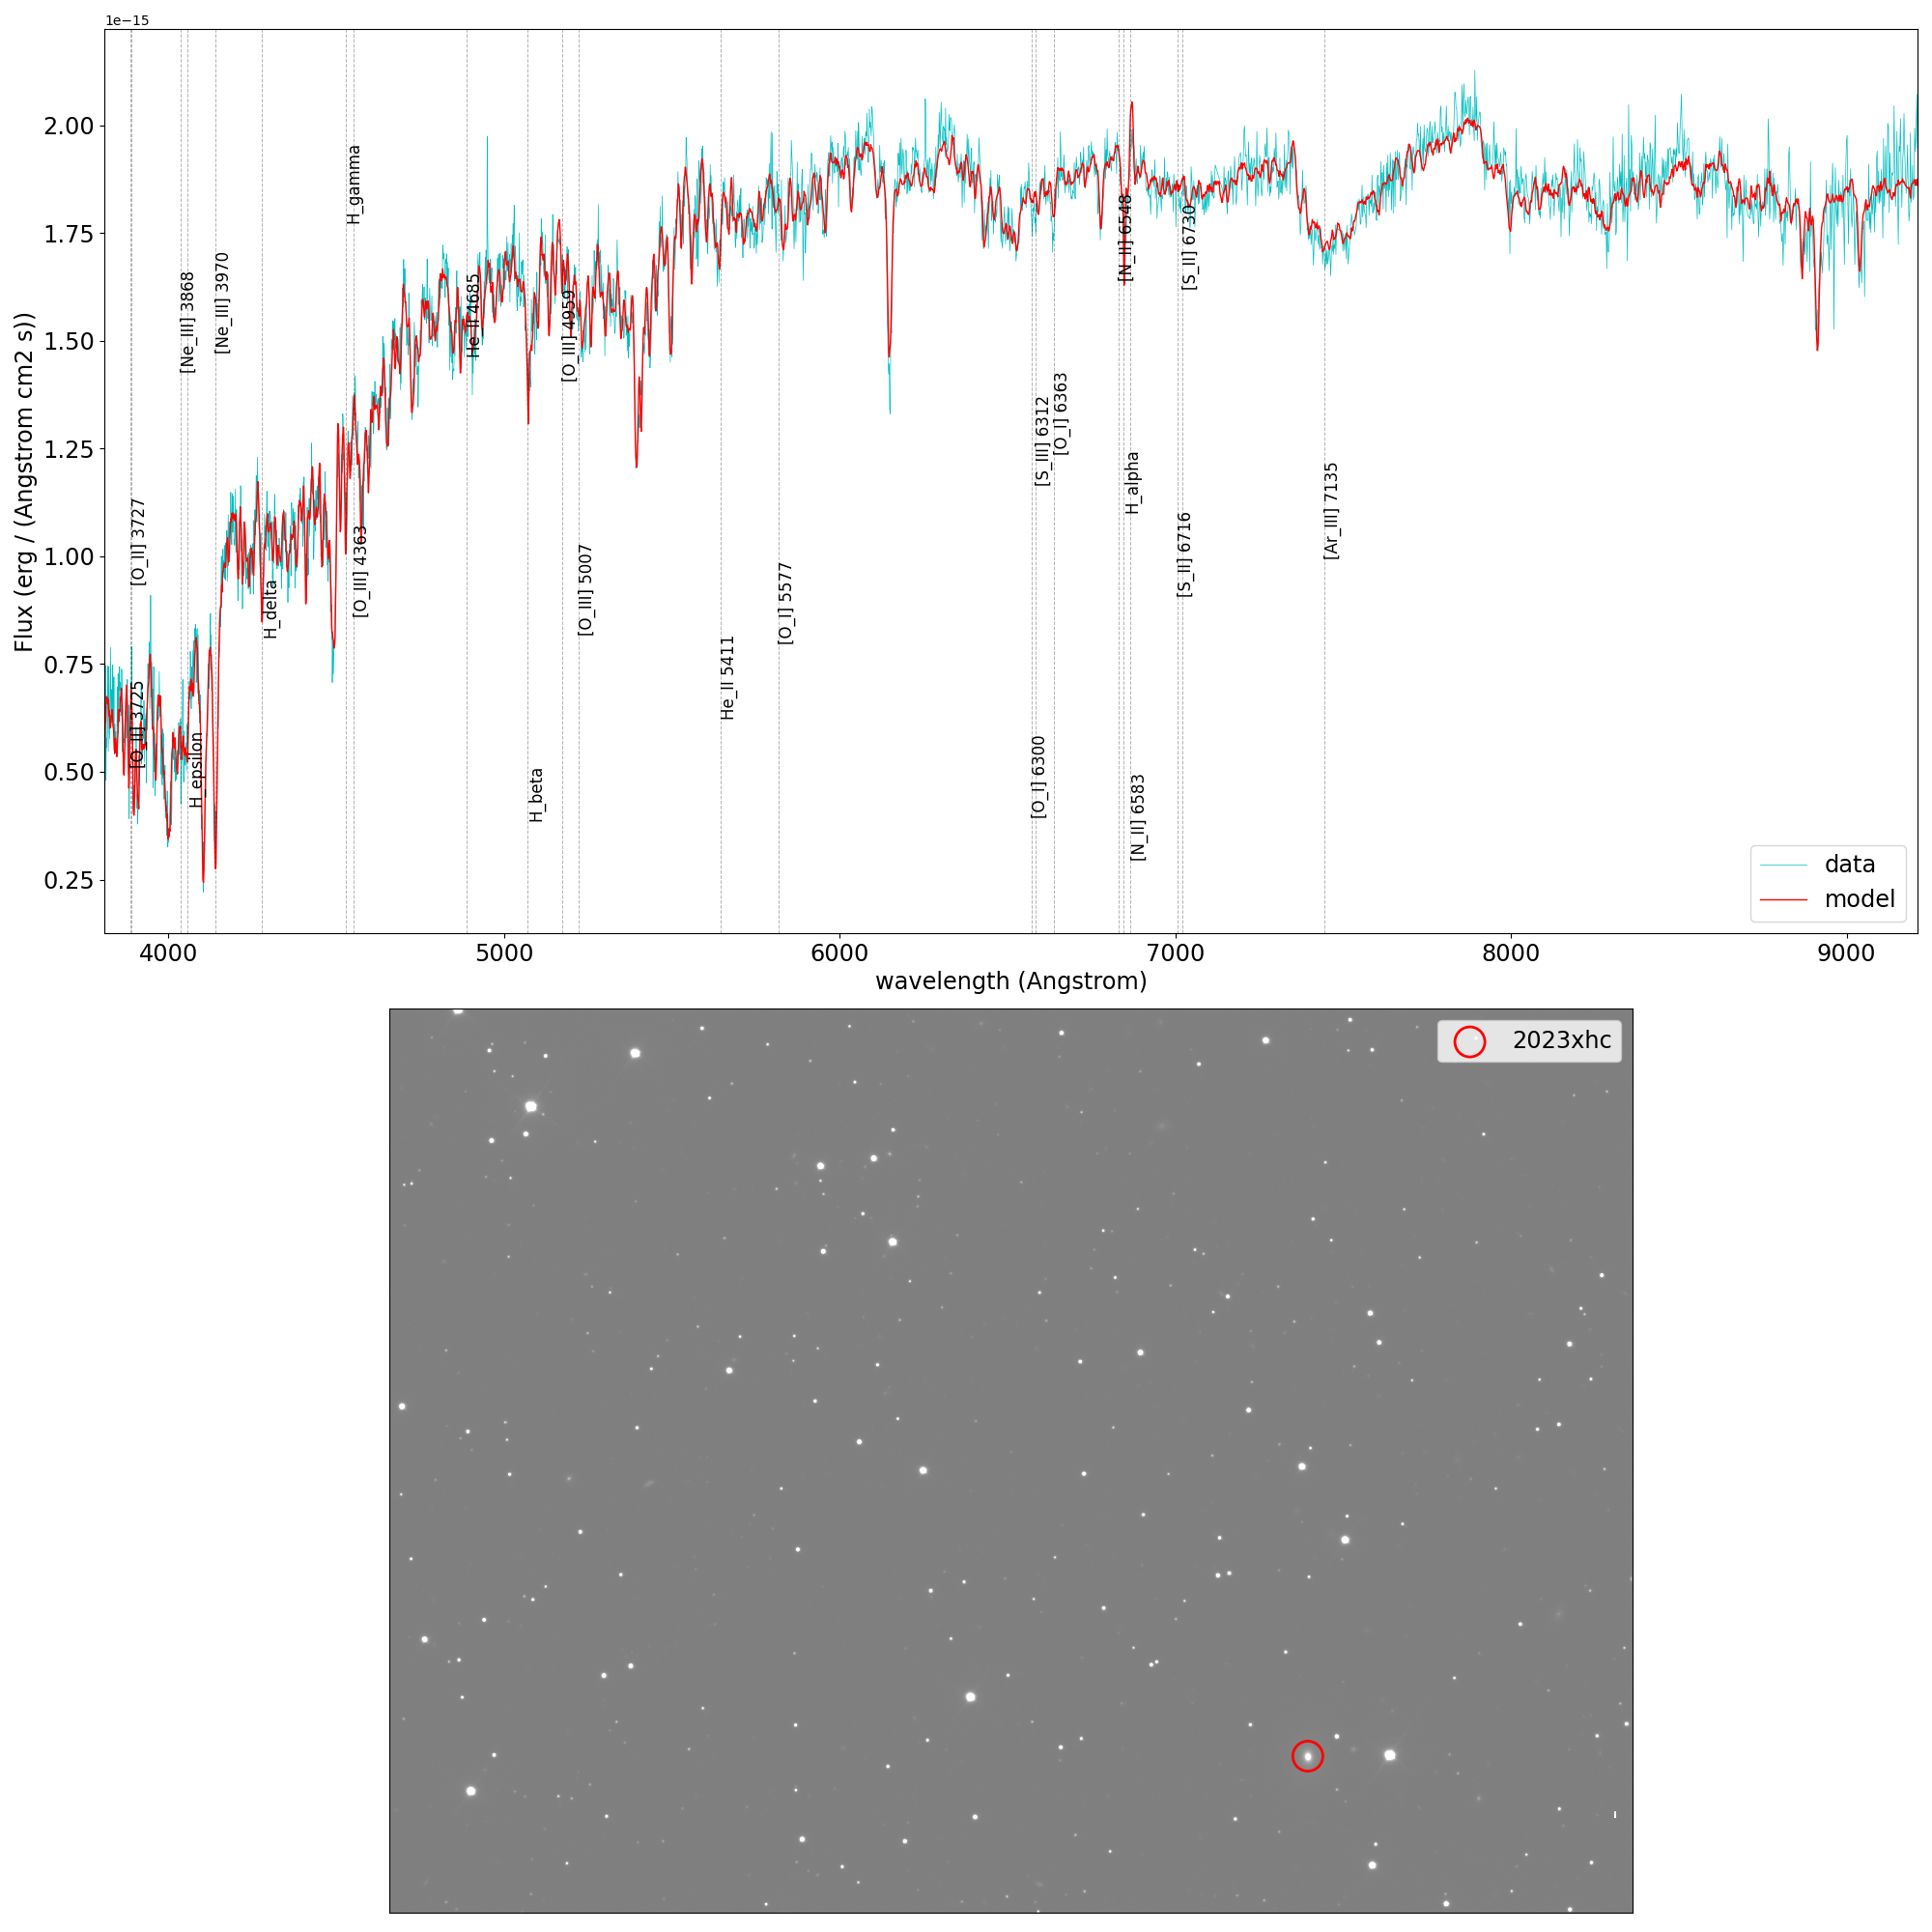 1e−15
2.00
1.75
1.50
1.25
1.00
0.75
0.50
0.25
Flux (erg / (Angstrom cm2 s))
[O_II] 3725
[O_II] 3727
[Ne_III] 3868
H_epsilon
[Ne_III] 3970
H_delta
H_gamma
[O_III] 4363
He_II 4685
H_beta
[O_III] 4959
[O_III] 5007
He_II 5411
[O_I] 5577
[O_I] 6300
[S_III] 6312
[O_I] 6363
[N_II] 6548
H_alpha
[N_II] 6583
[S_II] 6716
[S_II] 6730
[Ar_III] 7135
data
model
4000 5000 6000 7000 8000 9000
wavelength (Angstrom)
2023xhc